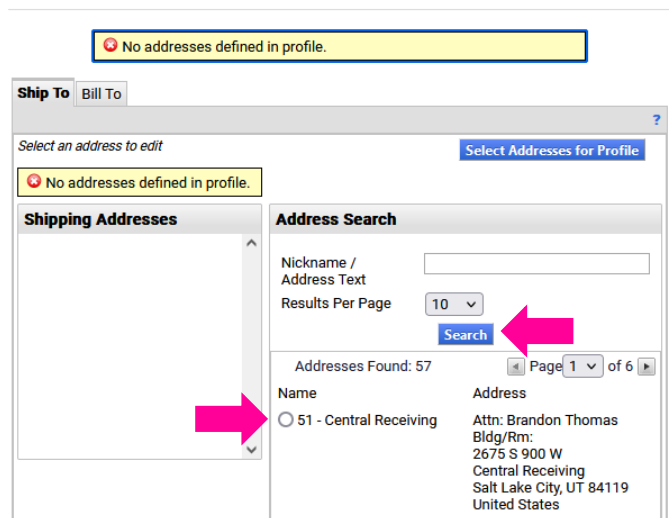 No addresses defined in profile.
Ship To Bill To
?
Select an address to edit
Select Addresses for Profile
No addresses defined in profile.
Shipping Addresses
Address Search
Nickname /
Address Text
Results Per Page 10
Search
Addresses Found: 57 Page 1 of 6
Name Address
51 - Central Receiving Attn: Brandon Thomas
Bldg/Rm:
2675 S 900 W
Central Receiving
Salt Lake City, UT 84119
United States